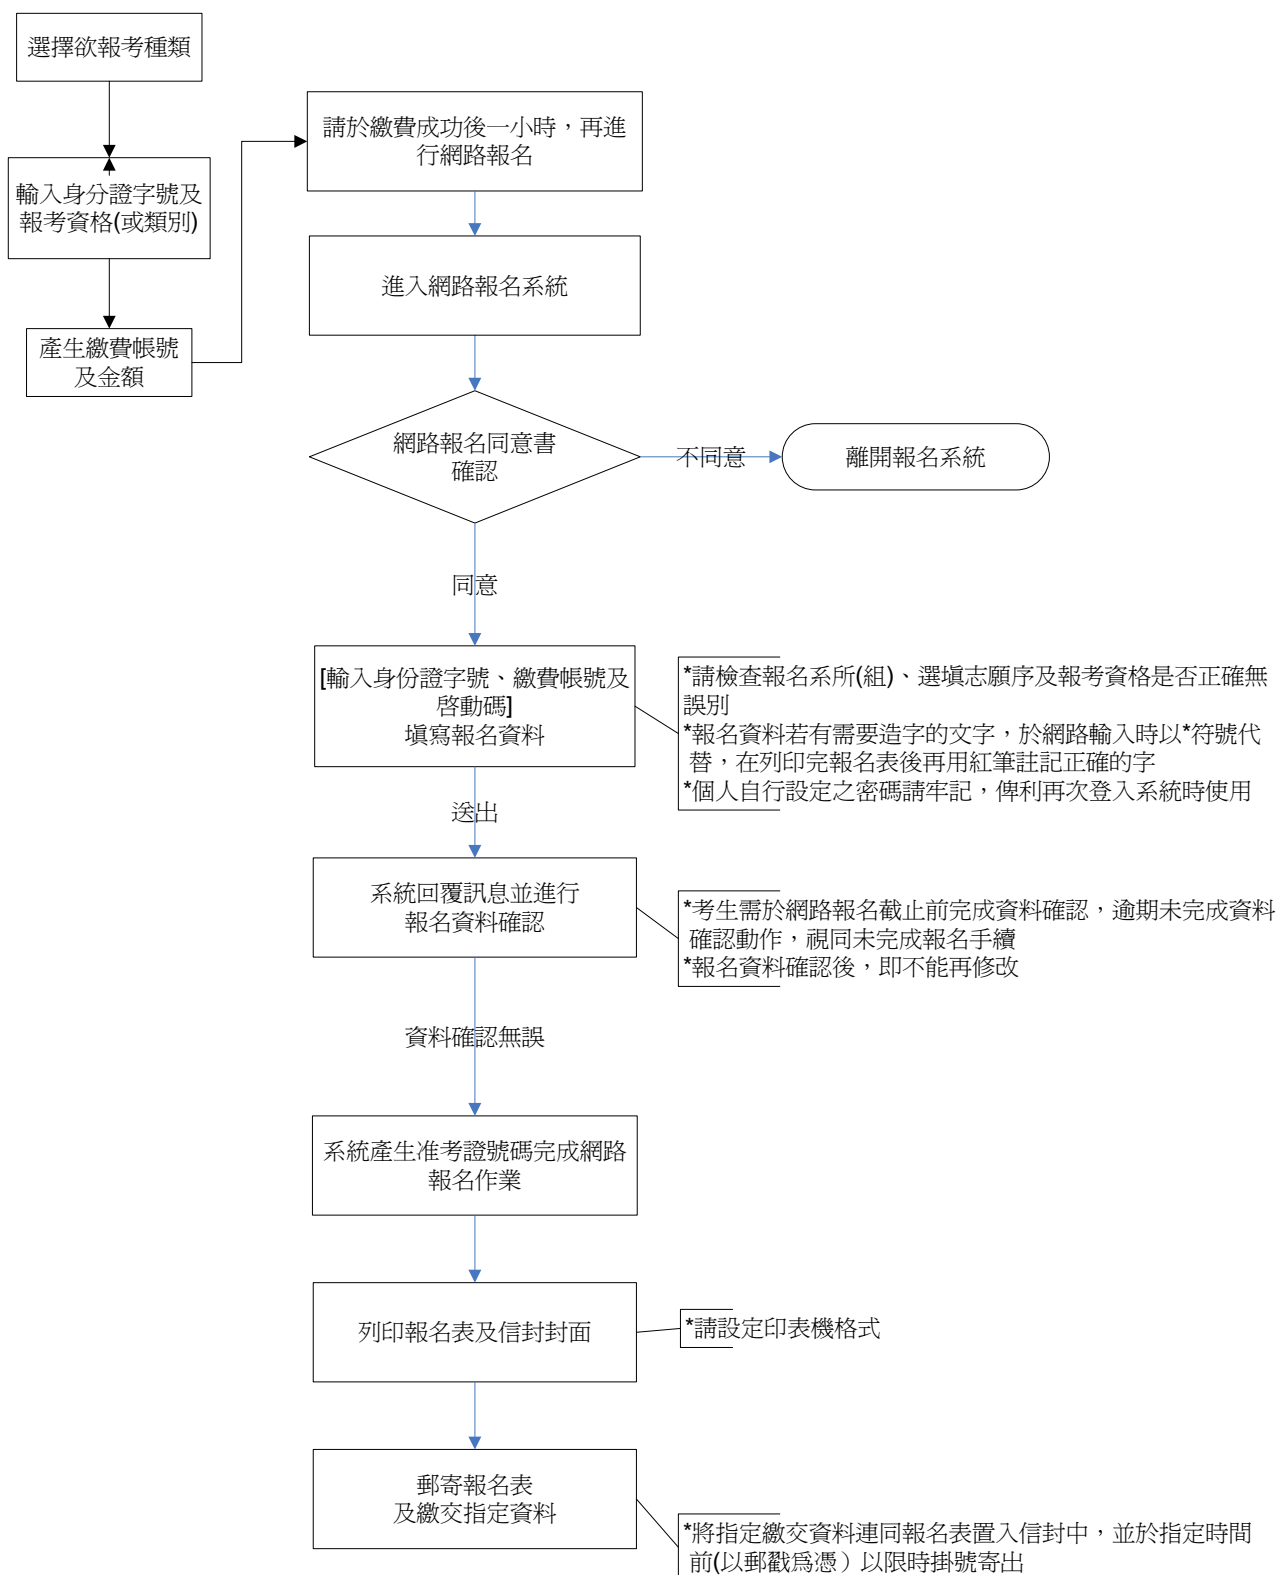 選擇欲報考種類
輸入身分證字號及
報考資格(或類別)
產生繳費帳號
及金額
請於繳費成功後一小時，再進
行網路報名
進入網路報名系統
網路報名同意書
確認
不同意
離開報名系統
同意
[輸入身份證字號、繳費帳號及
啓動碼]
填寫報名資料
*請檢查報名系所(組)、選填志願序及報考資格是否正確無
誤別
*報名資料若有需要造字的文字，於網路輸入時以*符號代
替，在列印完報名表後再用紅筆註記正確的字
*個人自行設定之密碼請牢記，俾利再次登入系統時使用
送出
系統回覆訊息並進行
報名資料確認
*考生需於網路報名截止前完成資料確認，逾期未完成資料
確認動作，視同未完成報名手續
*報名資料確認後，即不能再修改
資料確認無誤
系統產生准考證號碼完成網路
報名作業
列印報名表及信封封面
*請設定印表機格式
郵寄報名表
及繳交指定資料
*將指定繳交資料連同報名表置入信封中，並於指定時間
前(以郵戳爲憑）以限時掛號寄出